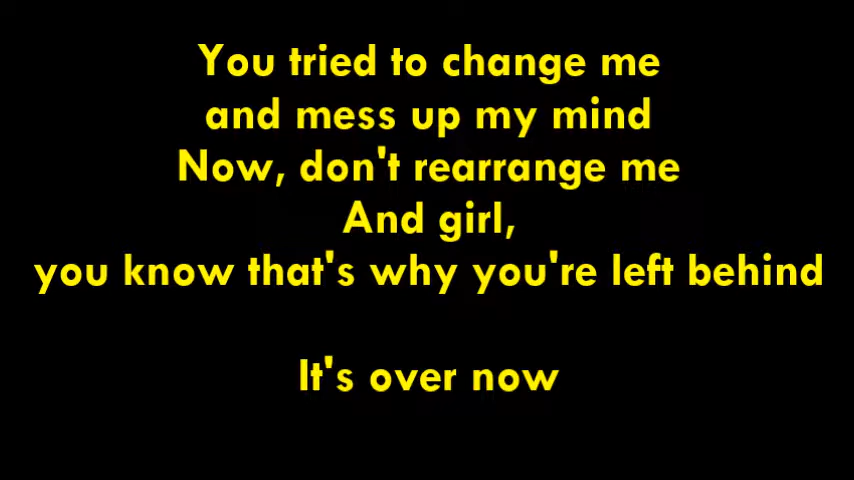 You tried to change me
and mess up my mind
Now, don't rearrange me
And girl,
you know that's why you're left behind
It's over now